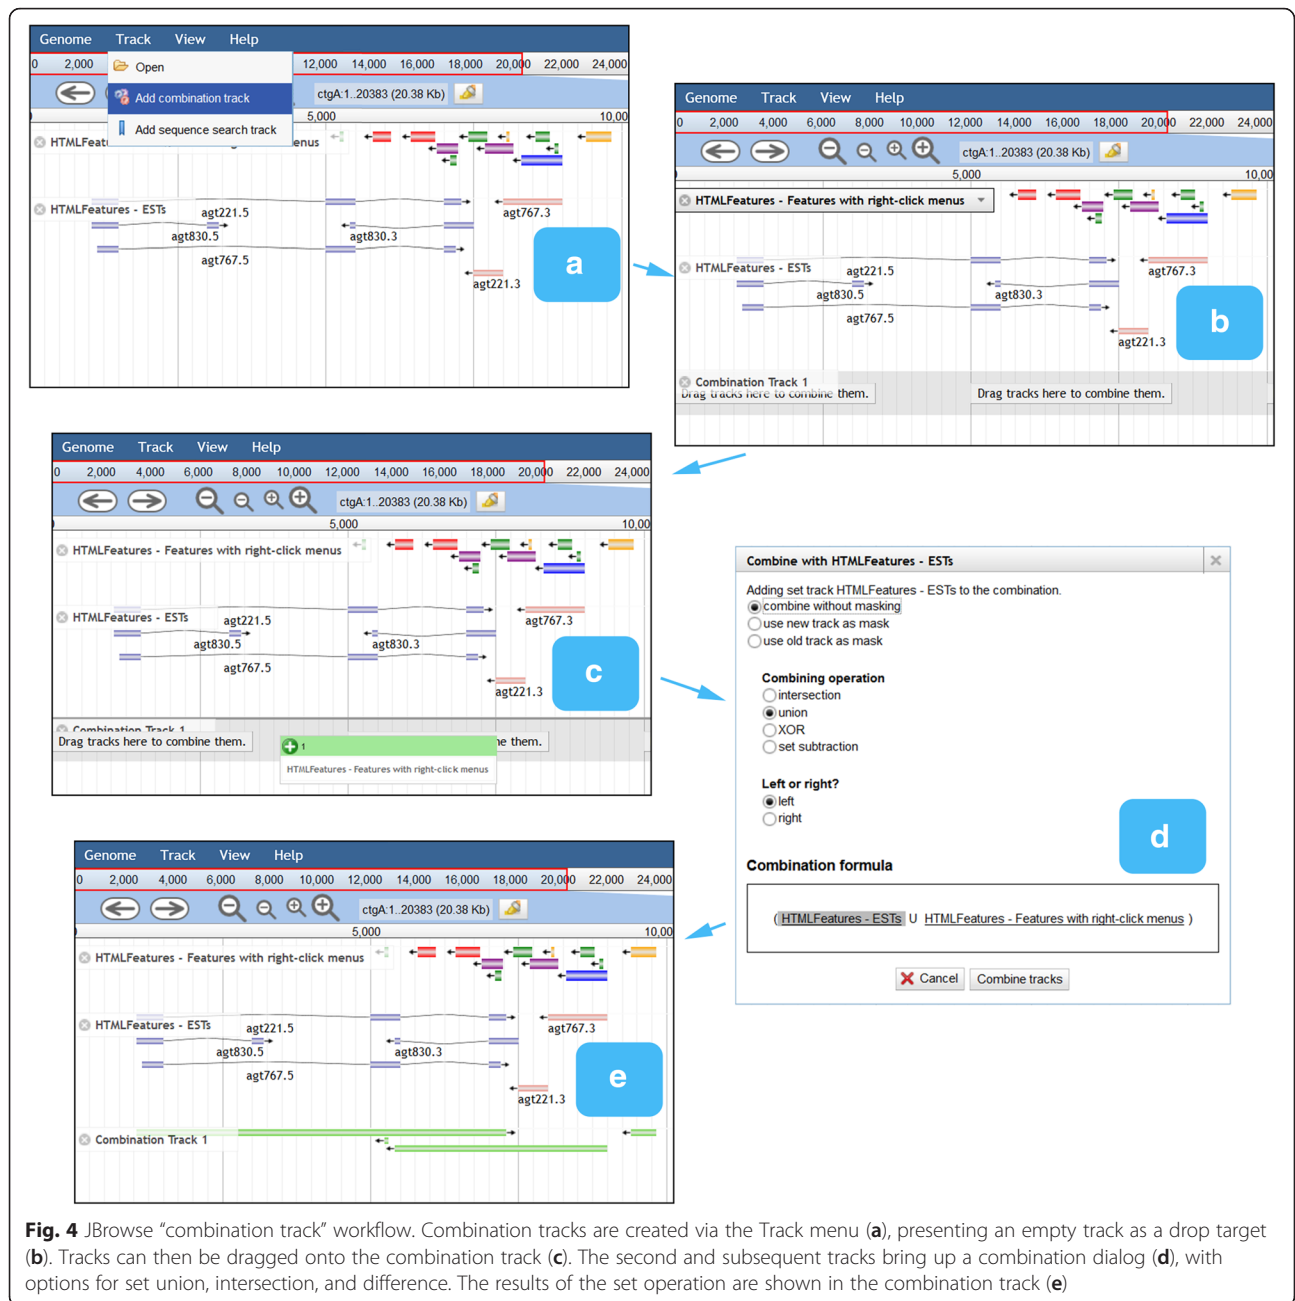 Genome Track View Help
0 2,000 12,000 14,000 16,000 18,000 20,000 22,000 24,000
Open
Add combination track
Add sequence search track
ctgA:1..20383 (20.38 Kb)
5,000 10,00
HTMLFeatu nus
HTMLFeatures - ESTs
agt221.5
agt767.3
agt830.5
agt830.3
agt767.5
agt221.3
a
Genome Track View Help
0 2,000 4,000 6,000 8,000 10,000 12,000 14,000 16,000 18,000 20,000 22,000 24,000
ctgA:1..20383 (20.38 Kb)
5,000 10,00
HTMLFeatures - Features with right-click menus
HTMLFeatures - ESTs
agt221.5
agt767.3
agt830.5
agt830.3
agt767.5
agt221.3
b
Combination Track 1
Drag tracks here to combine them. Drag tracks here to combine them.
Genome Track View Help
0 2,000 4,000 6,000 8,000 10,000 12,000 14,000 16,000 18,000 20,000 22,000 24,000
ctgA:1..20383 (20.38 Kb)
5,000 10,00
HTMLFeatures - Features with right-click menus
HTMLFeatures - ESTs
agt221.5
agt767.3
agt830.5
agt830.3
agt767.5
agt221.3
c
Combination Track 1
Drag tracks here to combine them. ne them.
1
HTMLFeatures - Features with right-click menus
Combine with HTMLFeatures - ESTs
Adding set track HTMLFeatures - ESTs to the combination.
combine without masking
use new track as mask
use old track as mask
Combining operation
intersection
union
XOR
set subtraction
Left or right?
left
right
d
Combination formula
( HTMLFeatures - ESTs U HTMLFeatures - Features with right-click menus )
Cancel Combine tracks
Genome Track View Help
0 2,000 4,000 6,000 8,000 10,000 12,000 14,000 16,000 18,000 20,000 22,000 24,000
ctgA:1..20383 (20.38 Kb)
5,000 10,00
HTMLFeatures - Features with right-click menus
HTMLFeatures - ESTs
agt221.5
agt767.3
agt830.5
agt830.3
agt767.5
agt221.3
e
Combination Track 1
Fig. 4 JBrowse “combination track” workflow. Combination tracks are created via the Track menu (a), presenting an empty track as a drop target
(b). Tracks can then be dragged onto the combination track (c). The second and subsequent tracks bring up a combination dialog (d), with
options for set union, intersection, and difference. The results of the set operation are shown in the combination track (e)